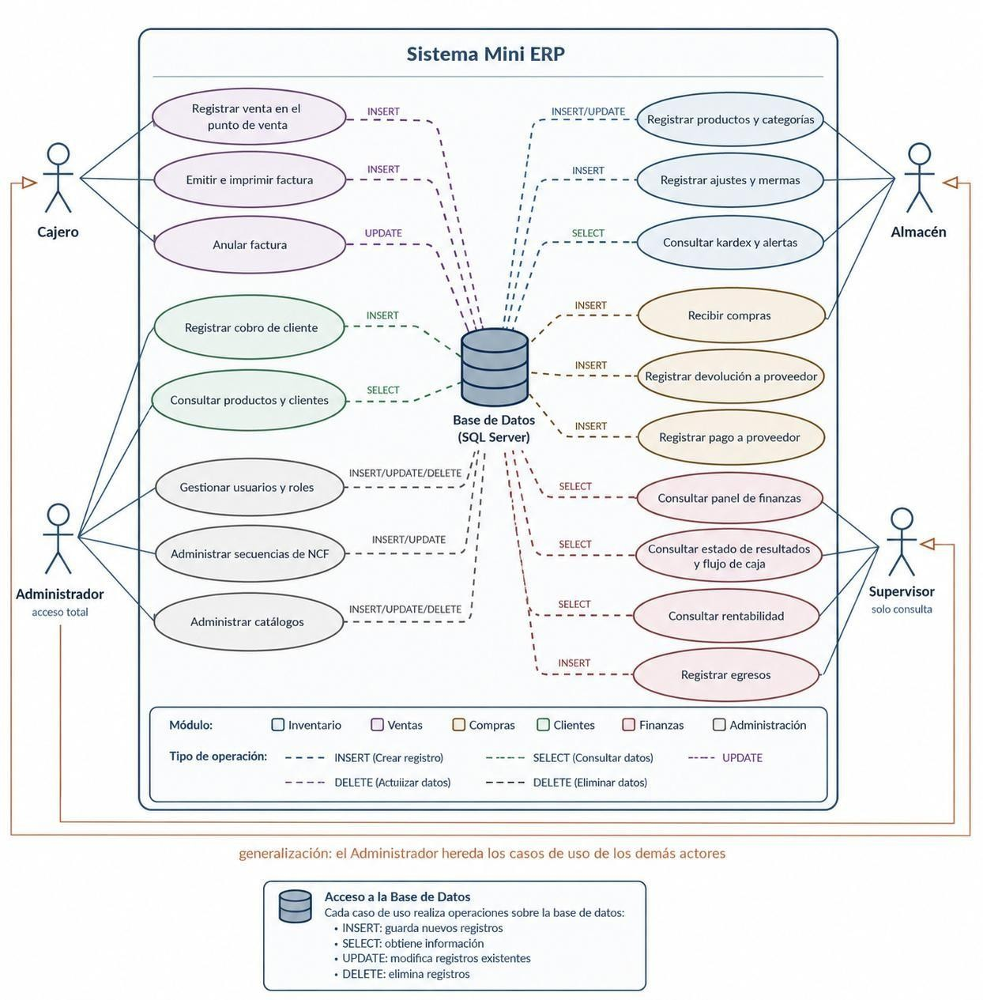 Sistema Mini ERP
Registrar venta en el
punto de venta
INSERT
INSERT/UPDATE
Registrar productos y categorías
Emitir e imprimir factura
INSERT
INSERT
Registrar ajustes y mermas
Cajero
Anular factura
UPDATE
SELECT
Consultar kardex y alertas
Almacén
Registrar cobro de cliente
INSERT
INSERT
Recibir compras
Consultar productos y clientes
SELECT
INSERT
Registrar devolución a proveedor
Base de Datos
(SQL Server)
INSERT
Registrar pago a proveedor
Gestionar usuarios y roles
INSERT/UPDATE/DELETE
SELECT
Consultar panel de finanzas
Administrar secuencias de NCF
INSERT/UPDATE
SELECT
Consultar estado de resultados
y flujo de caja
Administrador
acceso total
Supervisor
solo consulta
Administrar catálogos
INSERT/UPDATE/DELETE
SELECT
Consultar rentabilidad
INSERT
Registrar egresos
Módulo: Inventario Ventas Compras Clientes Finanzas Administración
Tipo de operación: INSERT (Crear registro) SELECT (Consultar datos) UPDATE
DELETE (Actuiizar datos) DELETE (Eliminar datos)
generalización: el Administrador hereda los casos de uso de los demás actores
Acceso a la Base de Datos
Cada caso de uso realiza operaciones sobre la base de datos:
• INSERT: guarda nuevos registros
• SELECT: obtiene información
• UPDATE: modifica registros existentes
• DELETE: elimina registros